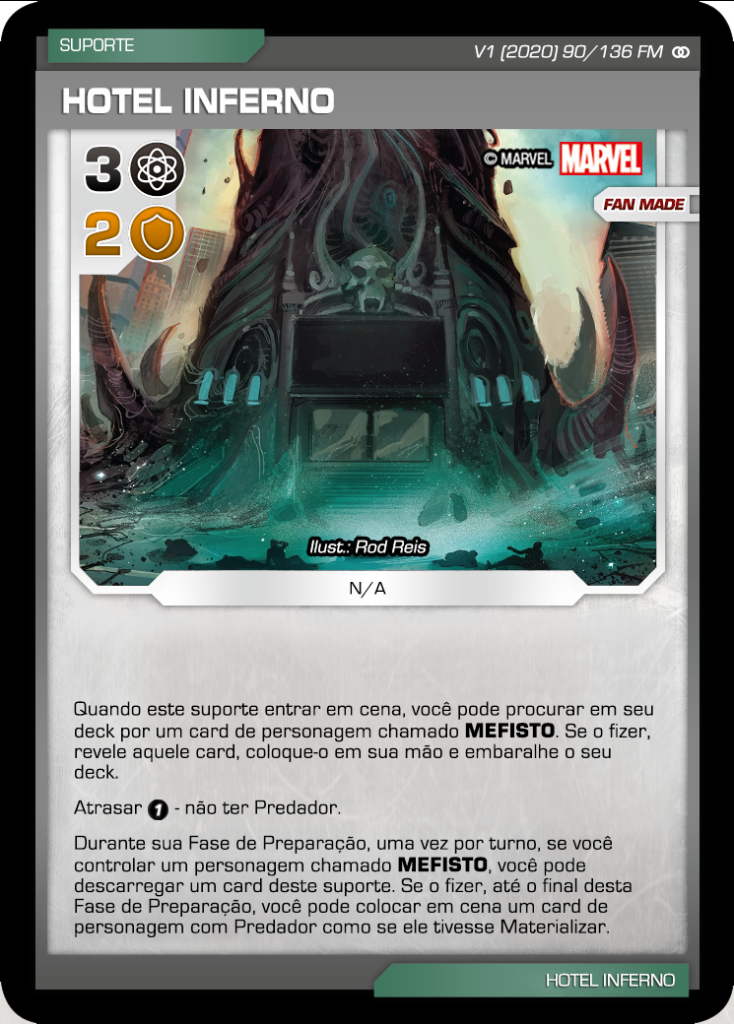 SUPORTE
V1 (2020) 90/136 FM
HOTEL INFERNO
3
© MARVEL MARVEL
FAN MADE
2
Ilust.: Rod Reis
N/A
Quando este suporte entrar em cena, você pode procurar em seu
deck por um card de personagem chamado MEFISTO. Se o fizer,
revele aquele card, coloque-o em sua mão e embaralhe o seu
deck.
Atrasar 1 - não ter Predador.
Durante sua Fase de Preparação, uma vez por turno, se você
controlar um personagem chamado MEFISTO, você pode
descarregar um card deste suporte. Se o fizer, até o final desta
Fase de Preparação, você pode colocar em cena um card de
personagem com Predador como se ele tivesse Materializar.
HOTEL INFERNO